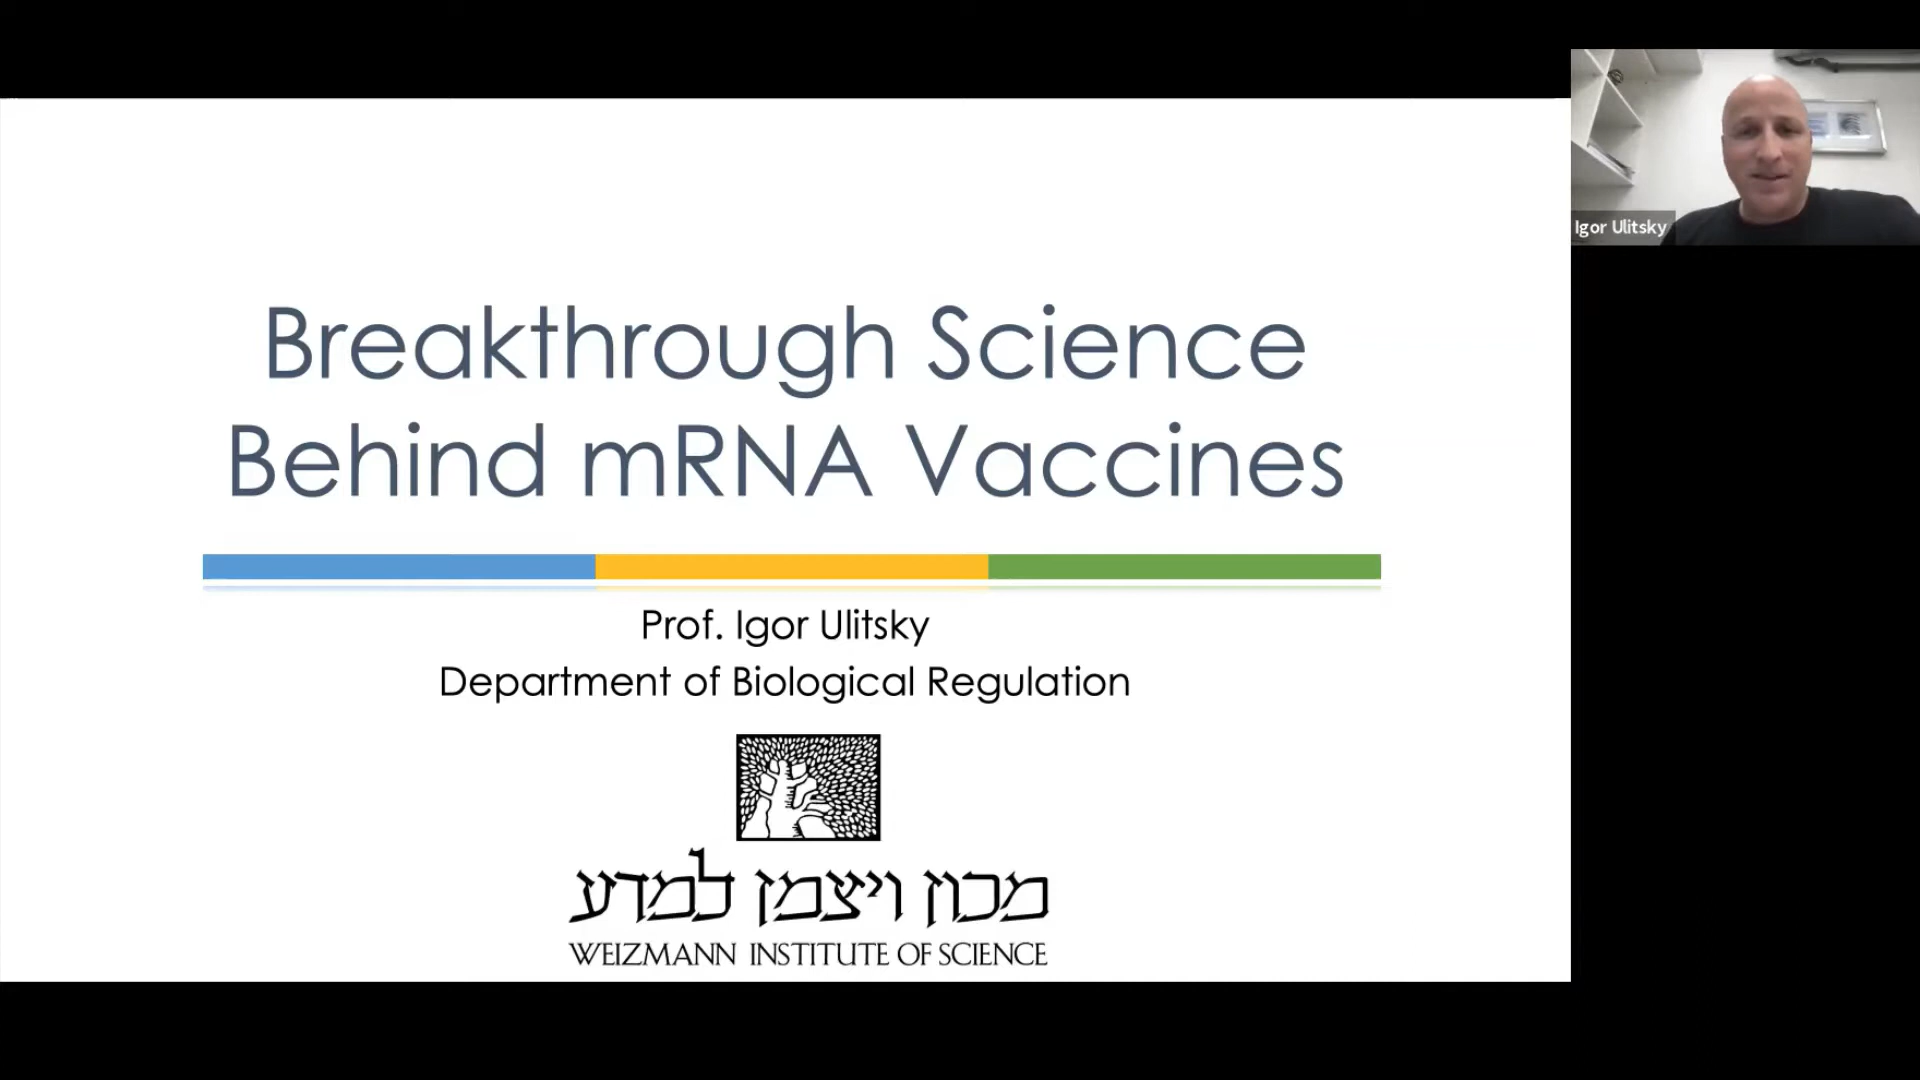 Breakthrough Science
Behind mRNA Vaccines
Prof. Igor Ulitsky
Department of Biological Regulation
מכון ויצמן למדע
WEIZMANN INSTITUTE OF SCIENCE
Igor Ulitsky